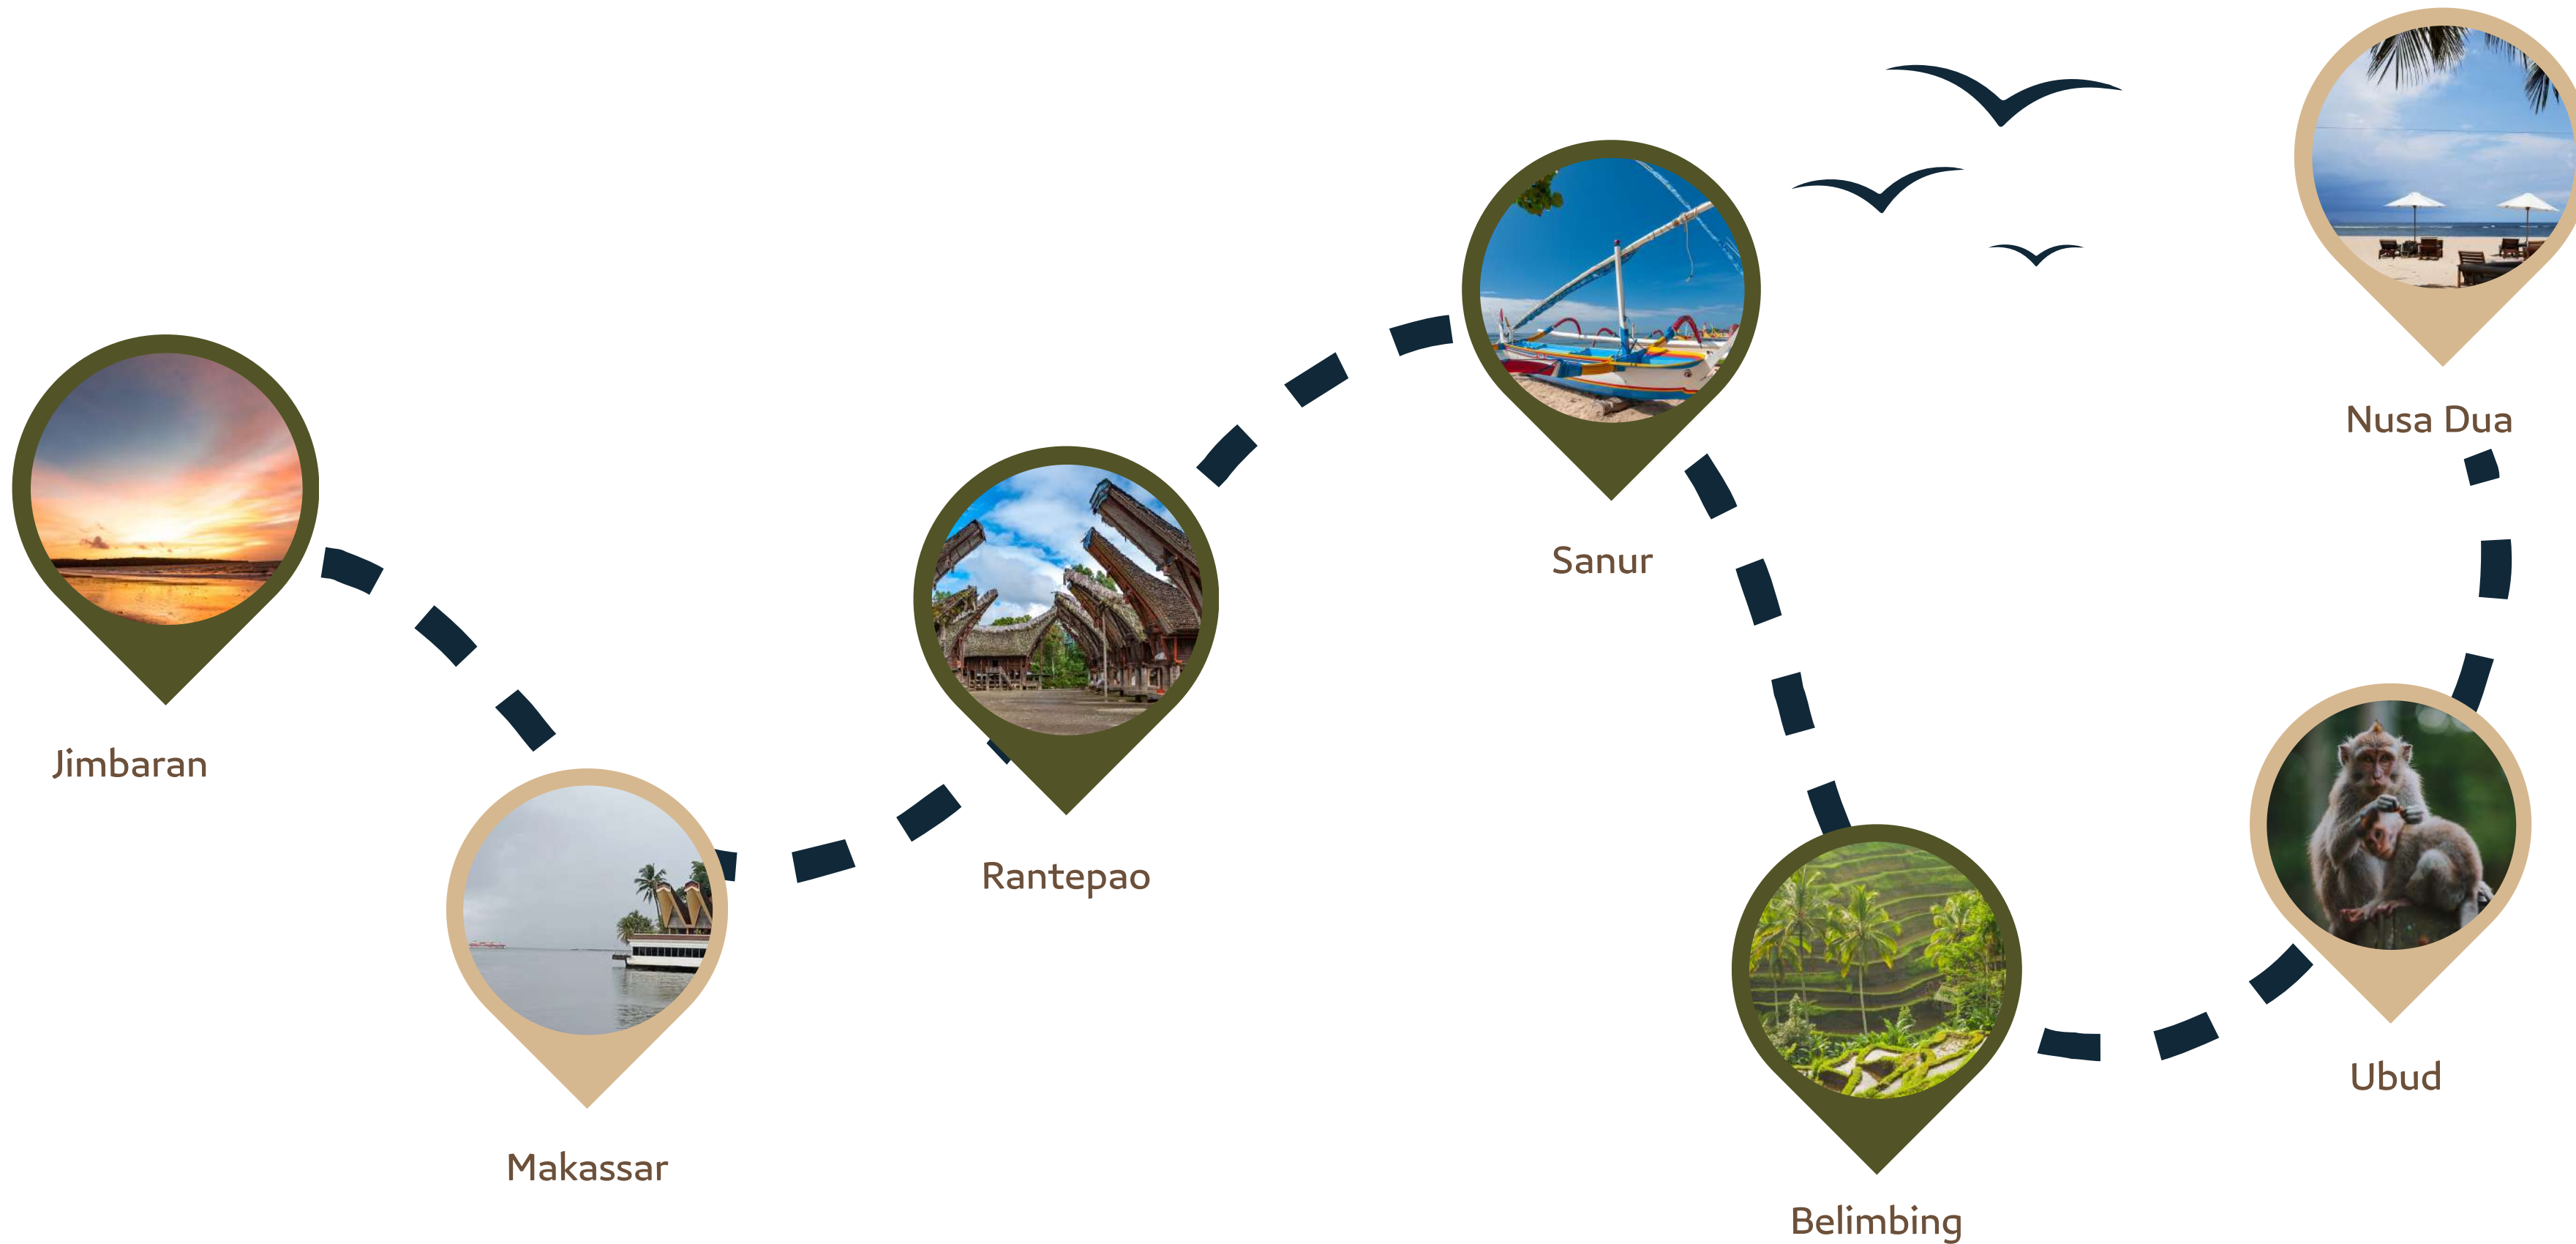 Jimbaran
Makassar
Rantepao
Sanur
Belimbing
Ubud
Nusa Dua